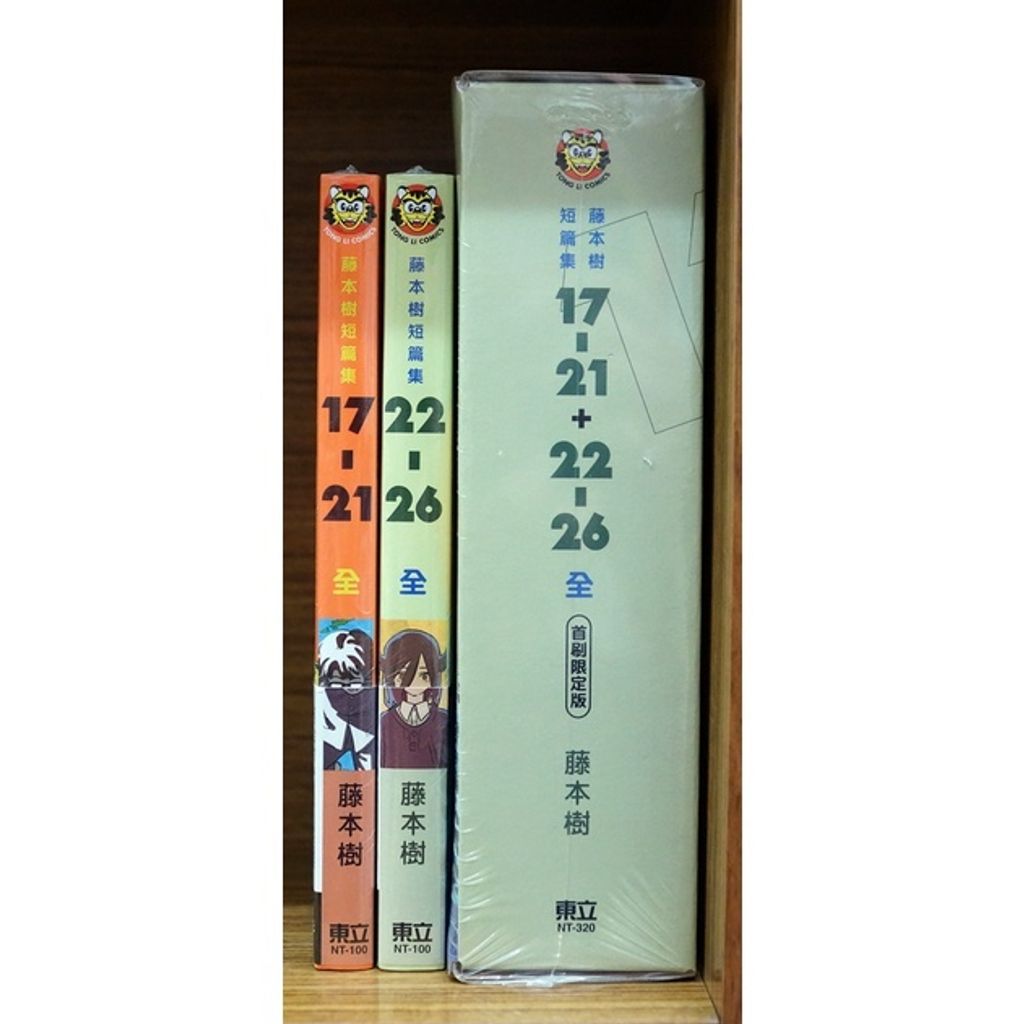 TONG LI COMICS
藤本樹短篇集
17-21
全
藤本樹
東立
NT-100
TONG LI COMICS
藤本樹短篇集
22-26
全
藤本樹
東立
NT-100
TONG LI COMICS
藤本樹
短篇集
17-21+22-26
全
首刷限定版
藤本樹
東立
NT-320